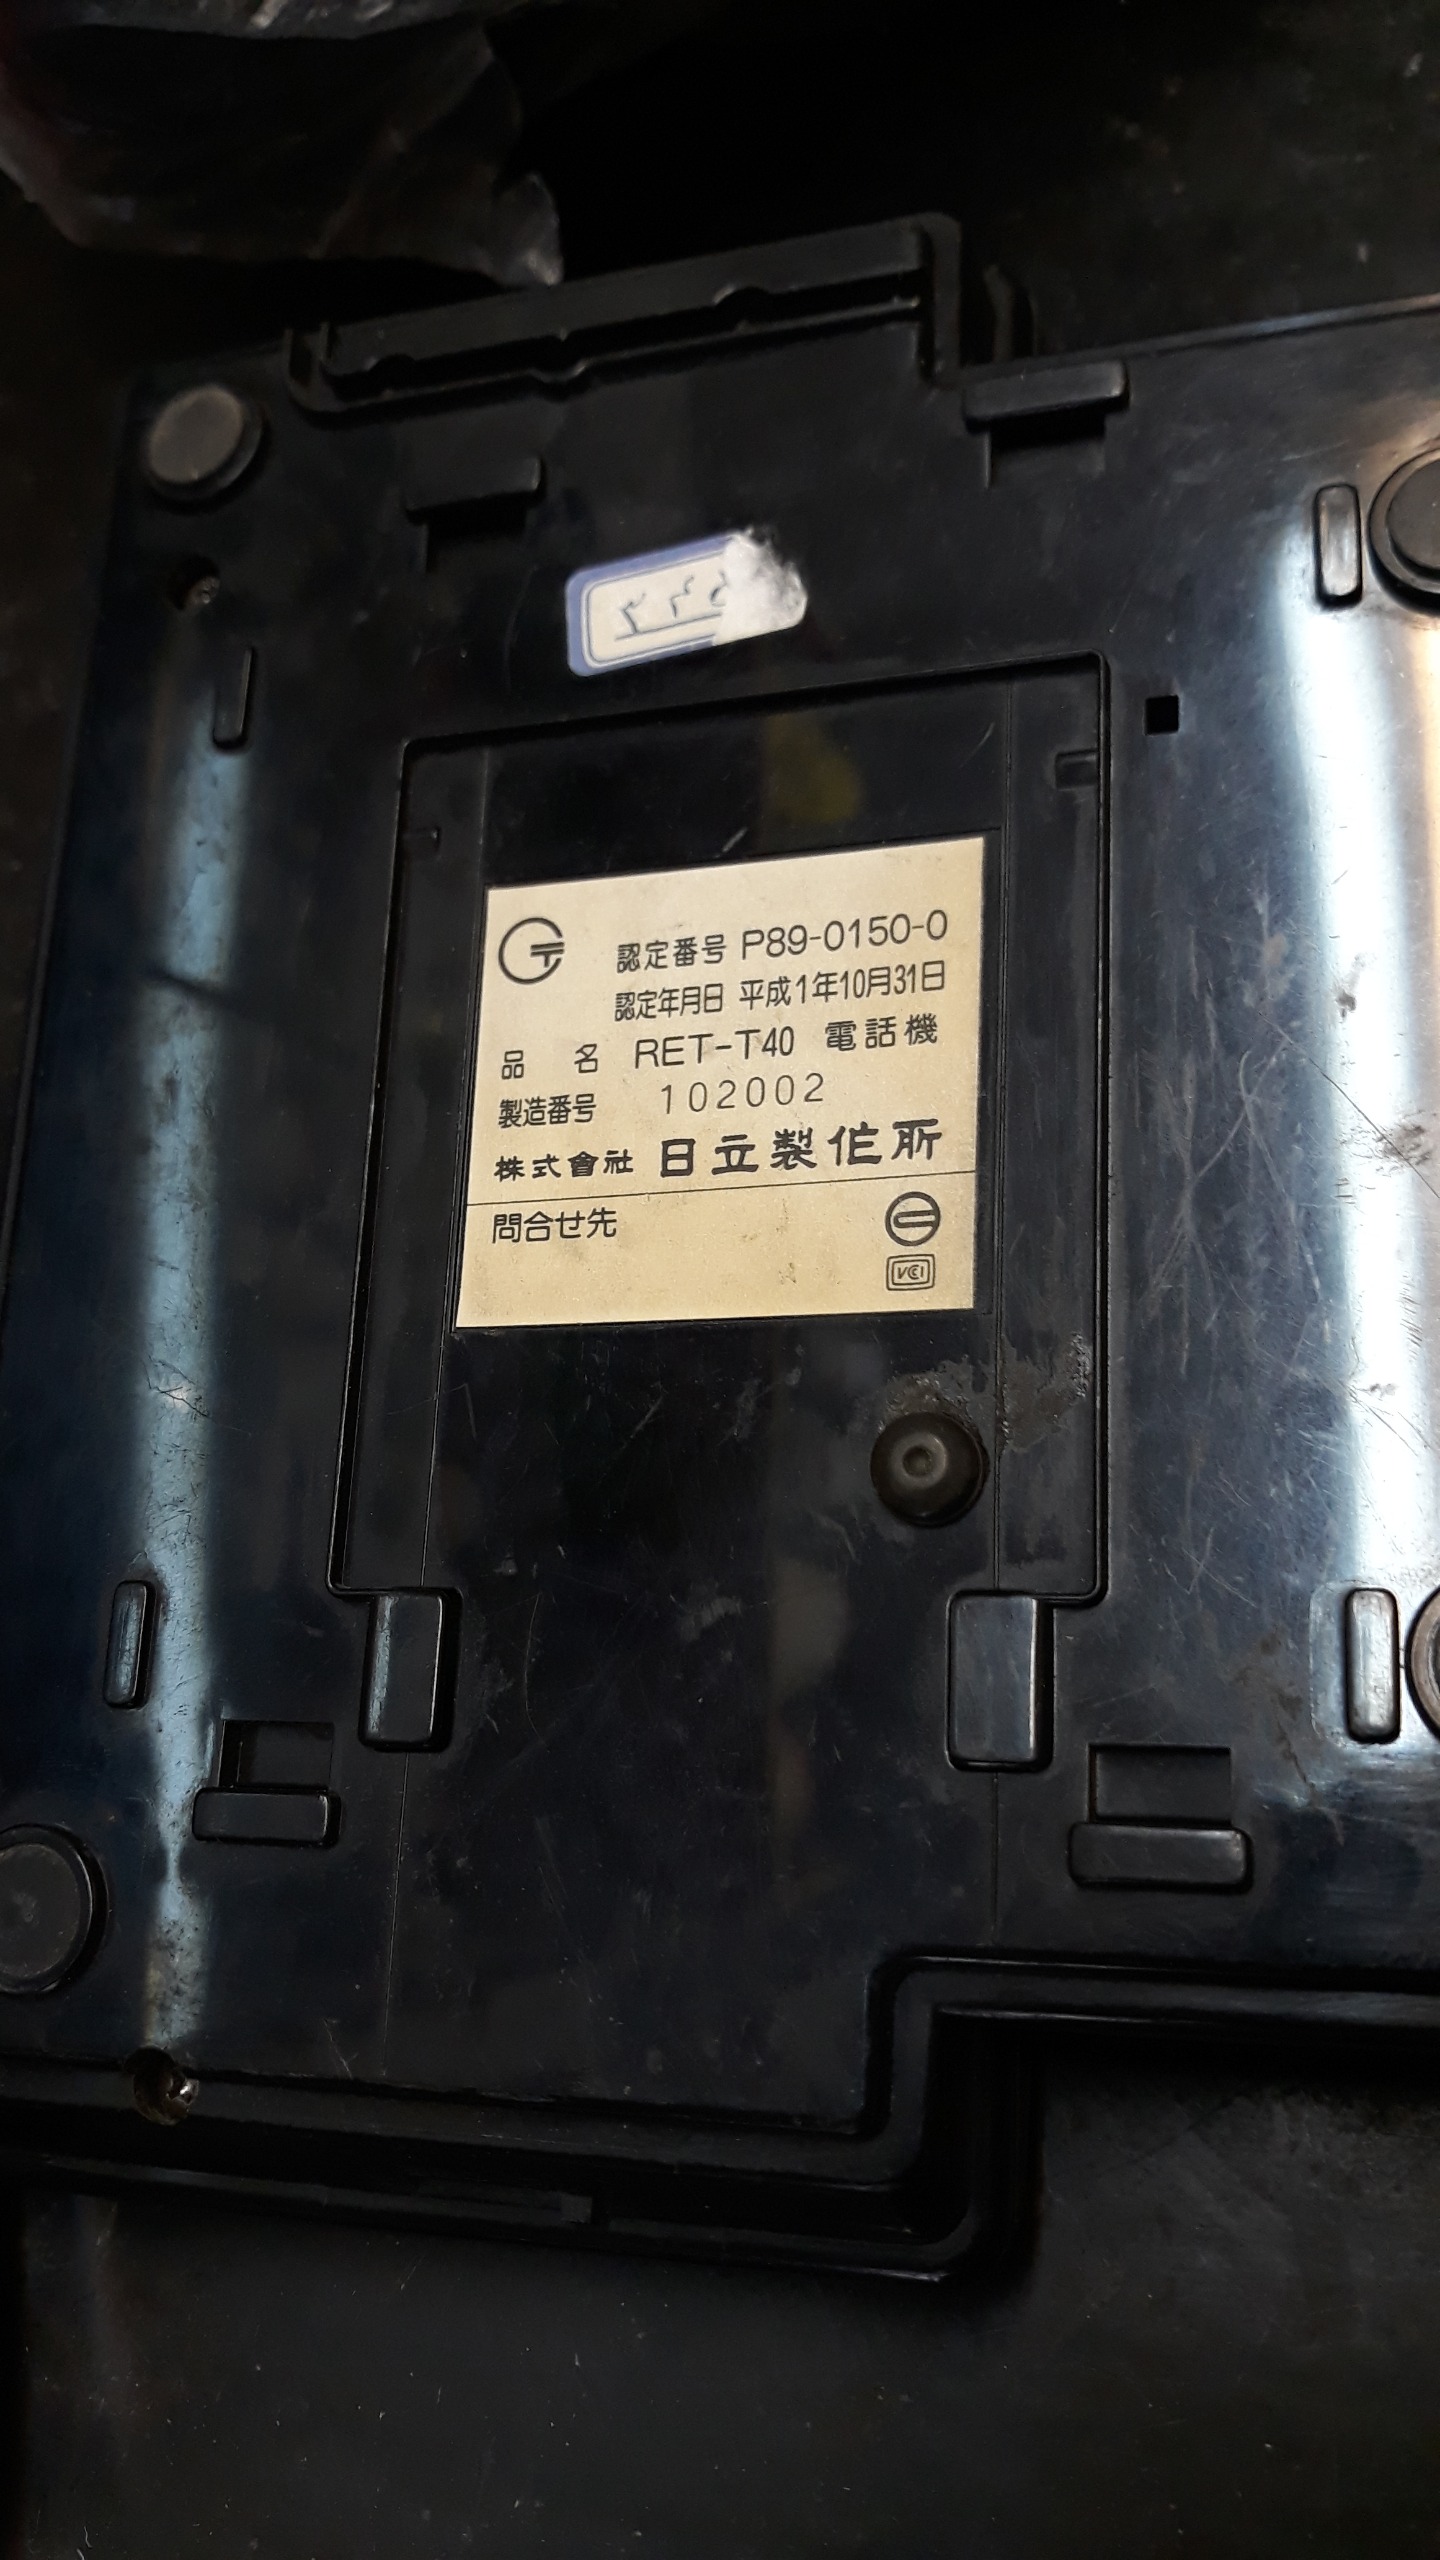 認定番号 P89-0150-0
認定年月日 平成1年10月31日
品 名 RET-T40 電話機
製造番号 102002
株式會社 日立製作所
問合せ先
VCCI